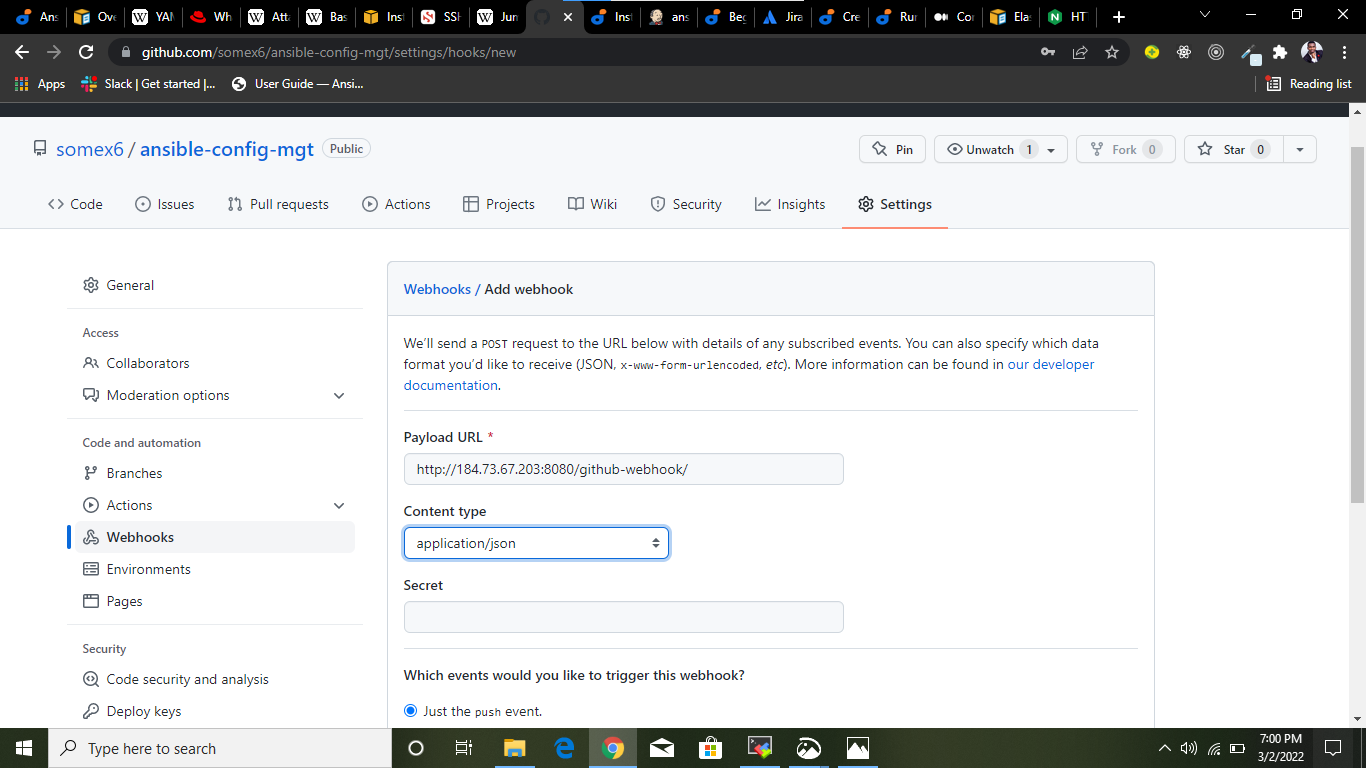 Ans
Ove
YAM
Wh
Atta
Bas
Inst
SSH
Jun
Inst
ans
Beg
Jira
Cre
Rur
Cor
Elas
HT
github.com/somex6/ansible-config-mgt/settings/hooks/new
Apps
Slack | Get started |...
User Guide — Ansi...
Reading list
somex6 / ansible-config-mgt Public
Pin
Unwatch 1
Fork 0
Star 0
Code
Issues
Pull requests
Actions
Projects
Wiki
Security
Insights
Settings
General
Access
Collaborators
Moderation options
Code and automation
Branches
Actions
Webhooks
Environments
Pages
Security
Code security and analysis
Deploy keys
Webhooks / Add webhook
We'll send a POST request to the URL below with details of any subscribed events. You can also specify which data
format you'd like to receive (JSON, x-www-form-urlencoded, etc). More information can be found in our developer
documentation.
Payload URL *
http://184.73.67.203:8080/github-webhook/
Content type
application/json
Secret
Which events would you like to trigger this webhook?
Just the push event.
Type here to search
7:00 PM
3/2/2022